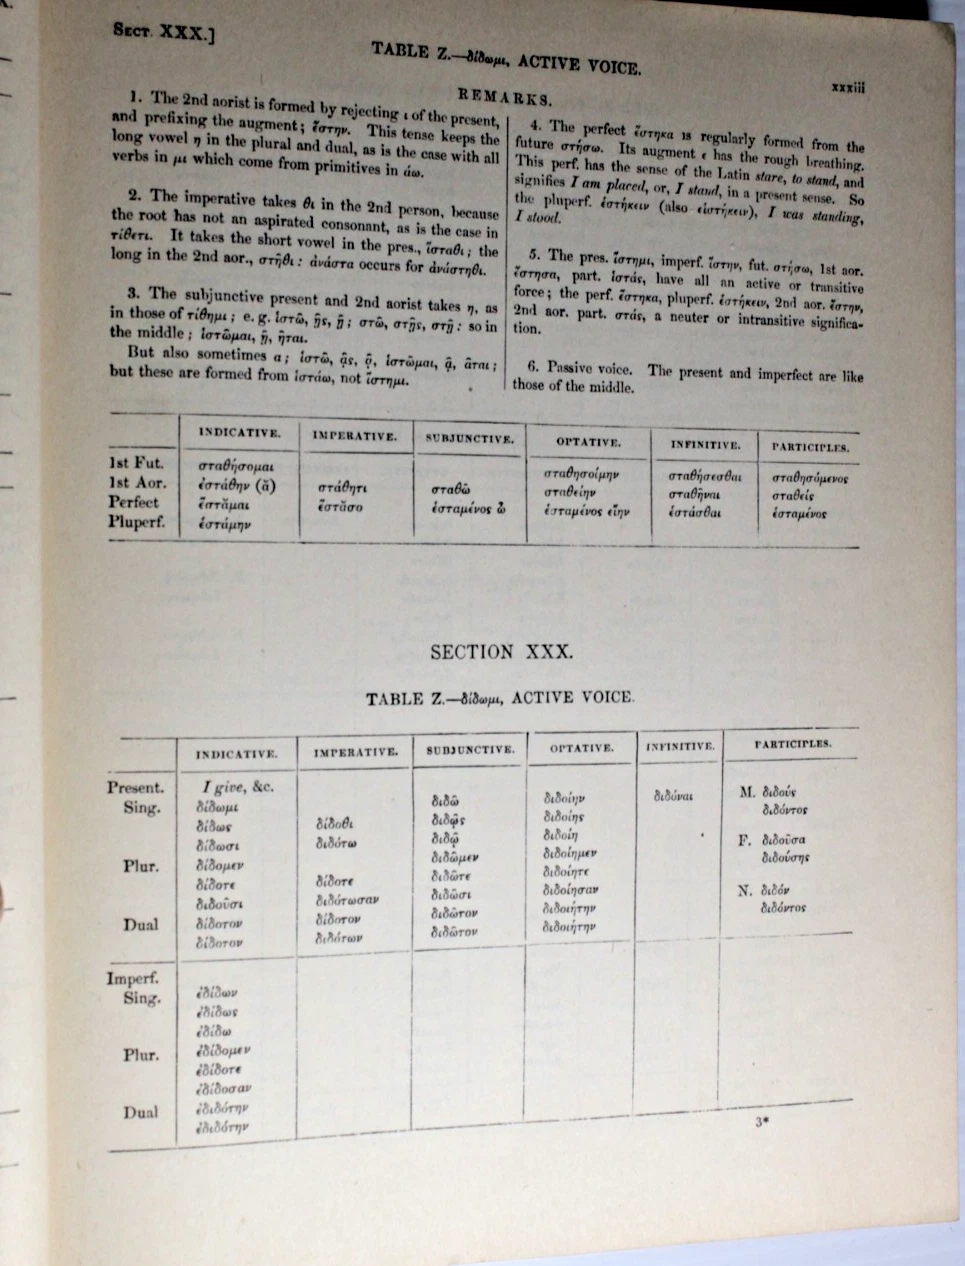 SECT. XXX.]
TABLE Z.—δίδωμι, ACTIVE VOICE.
xxxiii
REMARKS.
1. The 2nd aorist is formed by rejecting ι of the present,
and prefixing the augment; ἔστην. This tense keeps the
long vowel η in the plural and dual, as is the case with all
verbs in μι which come from primitives in άω.
2. The imperative takes θι in the 2nd person, because
the root has not an aspirated consonant, as is the case in
τίθετι. It takes the short vowel in the pres., ἵσταθι; the
long in the 2nd aor., στῆθι: ἀνάστα occurs for ἀνάστηθι.
3. The subjunctive present and 2nd aorist takes η, as
in those of τίθημι; e. g. ἱστῶ, ῇς, ῇ; στῶ, στῇς, στῇ: so in
the middle; ἱστῶμαι, ῇ, ῆται.
But also sometimes α; ἱστῶ, ᾷς, ᾷ, ἱστῶμαι, ᾷ, ᾶται;
but these are formed from ἱστάω, not ἵστημι.
4. The perfect ἕστηκα is regularly formed from the
future στήσω. Its augment ε has the rough breathing.
This perf. has the sense of the Latin stare, to stand, and
signifies I am placed, or, I stand, in a present sense. So
the pluperf. ἑστήκειν (also εἱστήκειν), I was standing,
I stood.
5. The pres. ἵστημι, imperf. ἵστην, fut. στήσω, 1st aor.
ἔστησα, part. ἱστάς, have all an active or transitive
force; the perf. ἕστηκα, pluperf. ἑστήκειν, 2nd aor. ἔστην,
2nd aor. part. στάς, a neuter or intransitive significa-
tion.
6. Passive voice. The present and imperfect are like
those of the middle.
INDICATIVE. IMPERATIVE. SUBJUNCTIVE. OPTATIVE. INFINITIVE. PARTICIPLES.
1st Fut. σταθήσομαι σταθησοίμην σταθήσεσθαι σταθησόμενος
1st Aor. ἐστάθην (ᾰ) στάθητι σταθῶ σταθείην σταθῆναι σταθείς
Perfect ἕστᾰμαι ἕστᾰσο ἑσταμένος ὦ ἑσταμένος εἴην ἑστάσθαι ἑσταμένος
Pluperf. ἑστάμην
SECTION XXX.
TABLE Z.—δίδωμι, ACTIVE VOICE.
INDICATIVE. IMPERATIVE. SUBJUNCTIVE. OPTATIVE. INFINITIVE. PARTICIPLES.
Present. I give, &c.
Sing. δίδωμι διδῶ διδοίην διδόναι M. διδούς
δίδως δίδοθι διδῷς διδοίης διδόντος
δίδωσι διδότω διδῷ διδοίη F. διδοῦσα
Plur. δίδομεν διδῶμεν διδοίημεν διδούσης
δίδοτε δίδοτε διδῶτε διδοίητε
διδοῦσι διδότωσαν διδῶσι διδοίησαν N. διδόν
Dual δίδοτον δίδοτον διδῶτον διδοιήτην διδόντος
δίδοτον διδότων διδῶτον διδοιήτην
Imperf.
Sing. ἐδίδων
ἐδίδως
ἐδίδω
Plur. ἐδίδομεν
ἐδίδοτε
ἐδίδοσαν
Dual ἐδιδότην
ἐδιδότην
3*